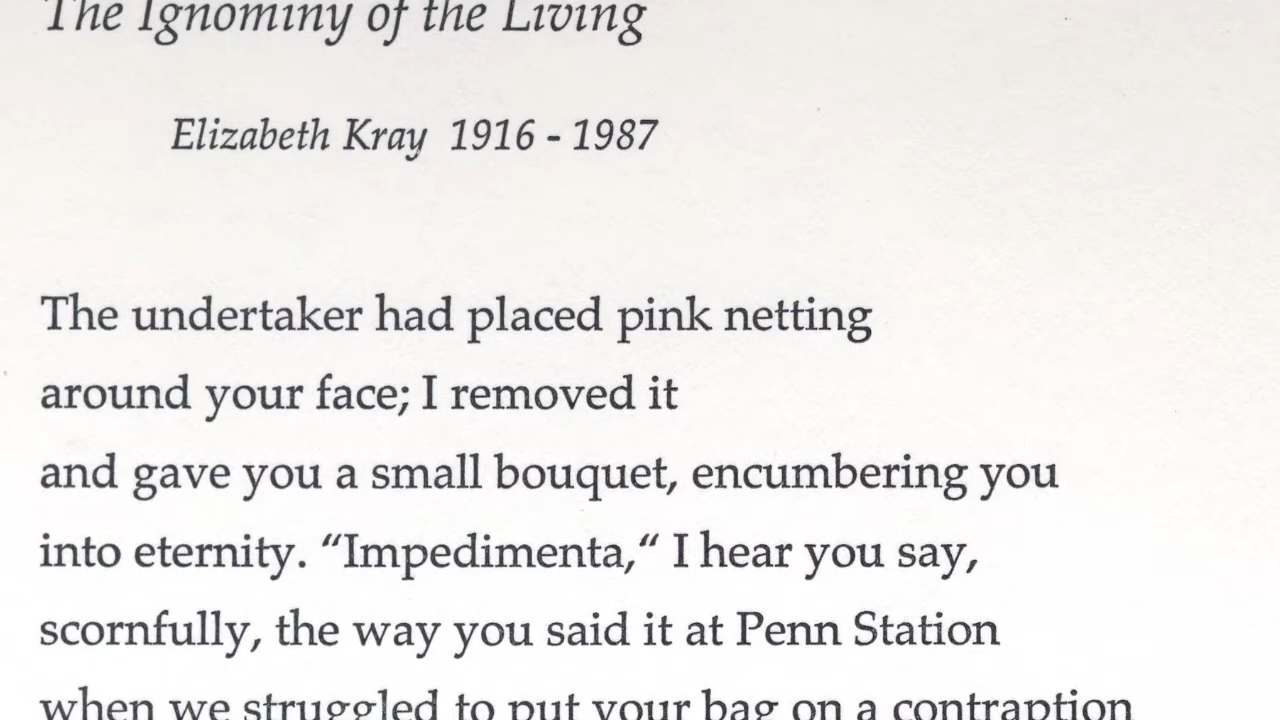 The Ignominy of the Living
Elizabeth Kray 1916 - 1987
The undertaker had placed pink netting
around your face; I removed it
and gave you a small bouquet, encumbering you
into eternity. “Impedimenta,“ I hear you say,
scornfully, the way you said it at Penn Station
when we struggled to put your bag on a contraption